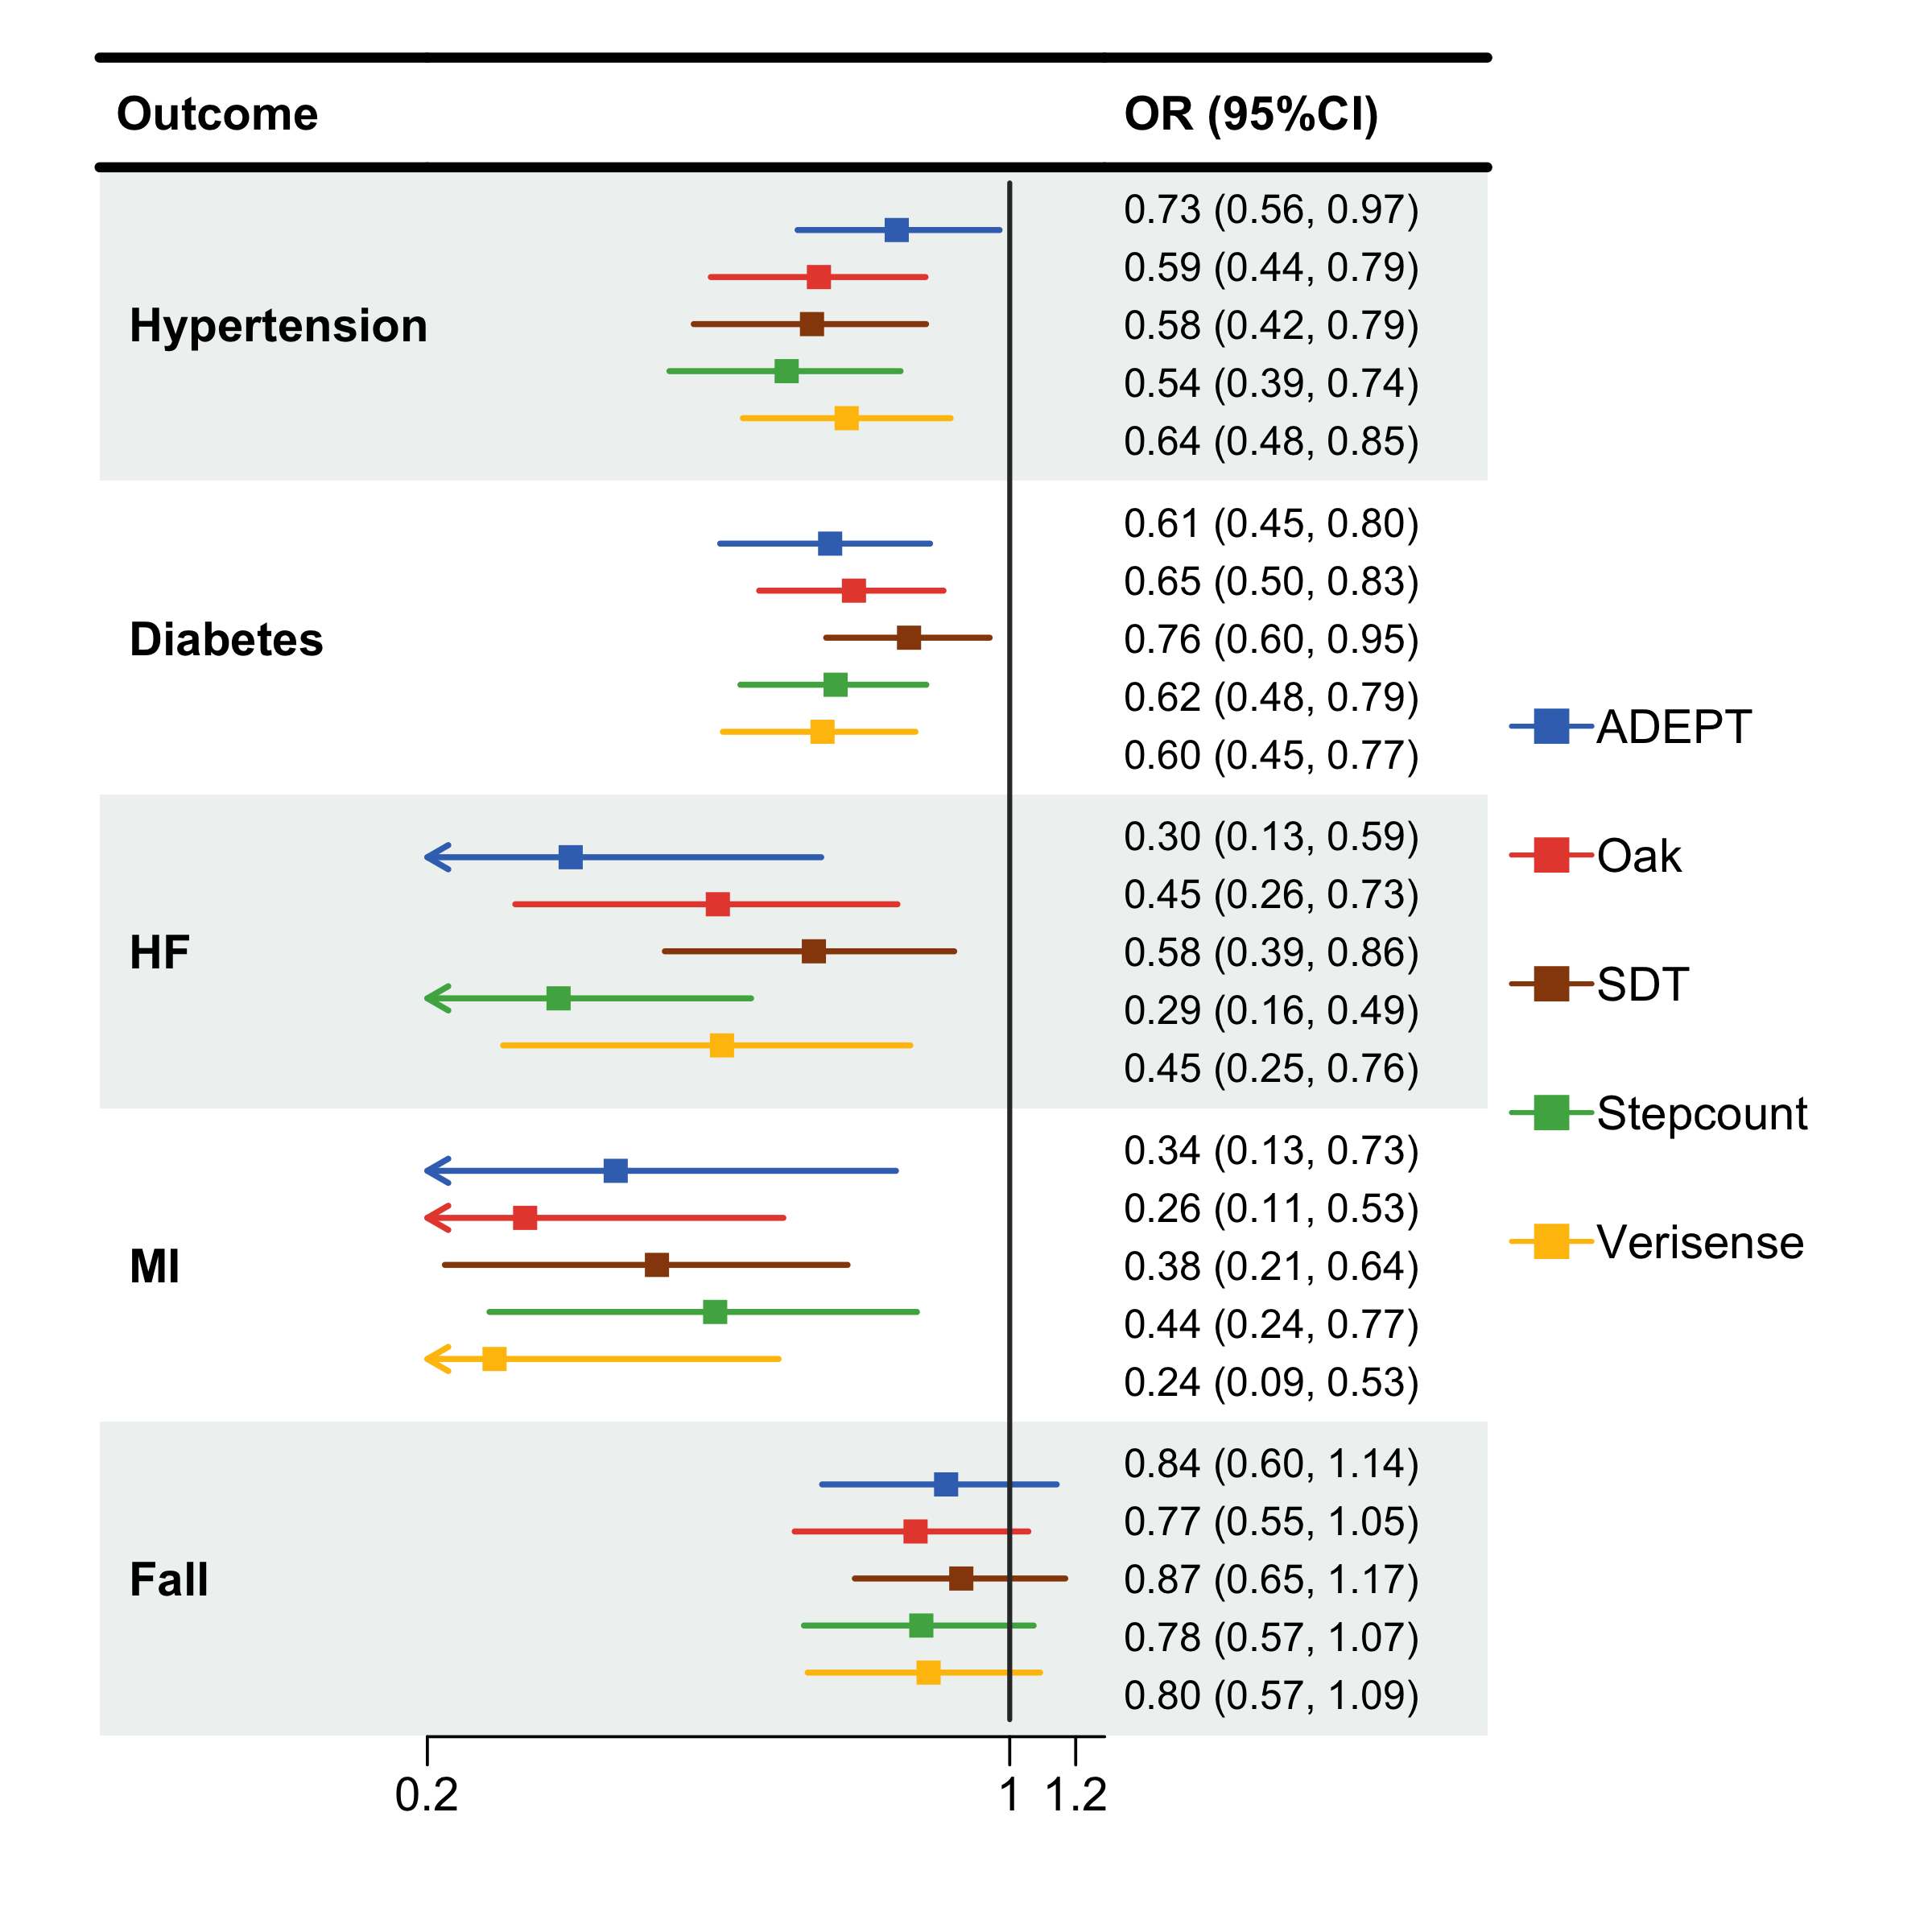 Outcome OR (95%CI)
Hypertension
0.73 (0.56, 0.97)
0.59 (0.44, 0.79)
0.58 (0.42, 0.79)
0.54 (0.39, 0.74)
0.64 (0.48, 0.85)
Diabetes
0.61 (0.45, 0.80)
0.65 (0.50, 0.83)
0.76 (0.60, 0.95)
0.62 (0.48, 0.79)
0.60 (0.45, 0.77)
HF
0.30 (0.13, 0.59)
0.45 (0.26, 0.73)
0.58 (0.39, 0.86)
0.29 (0.16, 0.49)
0.45 (0.25, 0.76)
MI
0.34 (0.13, 0.73)
0.26 (0.11, 0.53)
0.38 (0.21, 0.64)
0.44 (0.24, 0.77)
0.24 (0.09, 0.53)
Fall
0.84 (0.60, 1.14)
0.77 (0.55, 1.05)
0.87 (0.65, 1.17)
0.78 (0.57, 1.07)
0.80 (0.57, 1.09)
0.2 1 1.2
ADEPT
Oak
SDT
Stepcount
Verisense